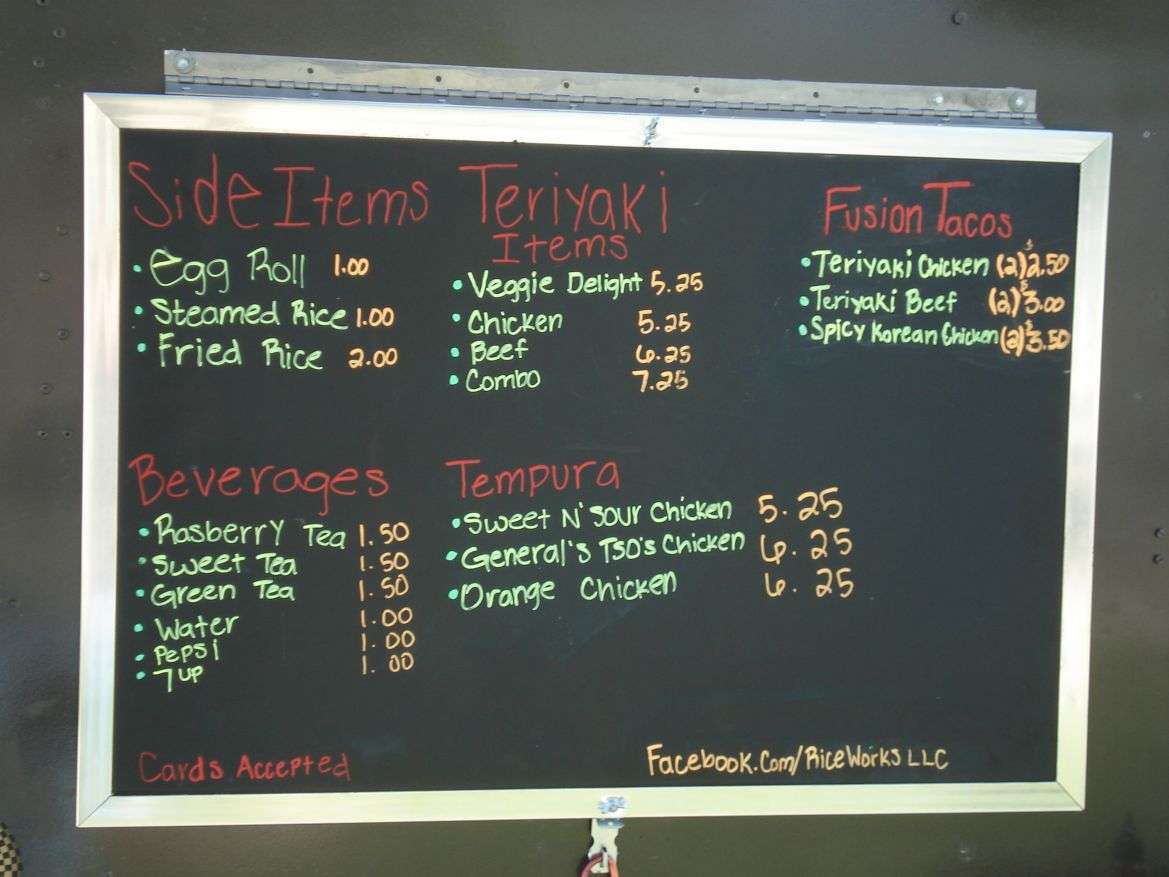 Side Items
• Egg Roll 1.00
• Steamed Rice 1.00
• Fried Rice 2.00
Teriyaki
Items
• Veggie Delight 5.25
• Chicken 5.25
• Beef 6.25
• Combo 7.25
Fusion Tacos
• Teriyaki Chicken (2) $2.50
• Teriyaki Beef (2) $3.00
• Spicy Korean Chicken (2) $3.50
Beverages
• Rasberry Tea 1.50
• Sweet Tea 1.50
• Green Tea 1.50
• Water 1.00
• Pepsi 1.00
• 7up 1.00
Tempura
• Sweet N' Sour Chicken 5.25
• General's Tso's Chicken 6.25
• Orange Chicken 6.25
Cards Accepted
Facebook.Com/RiceWorks LLC